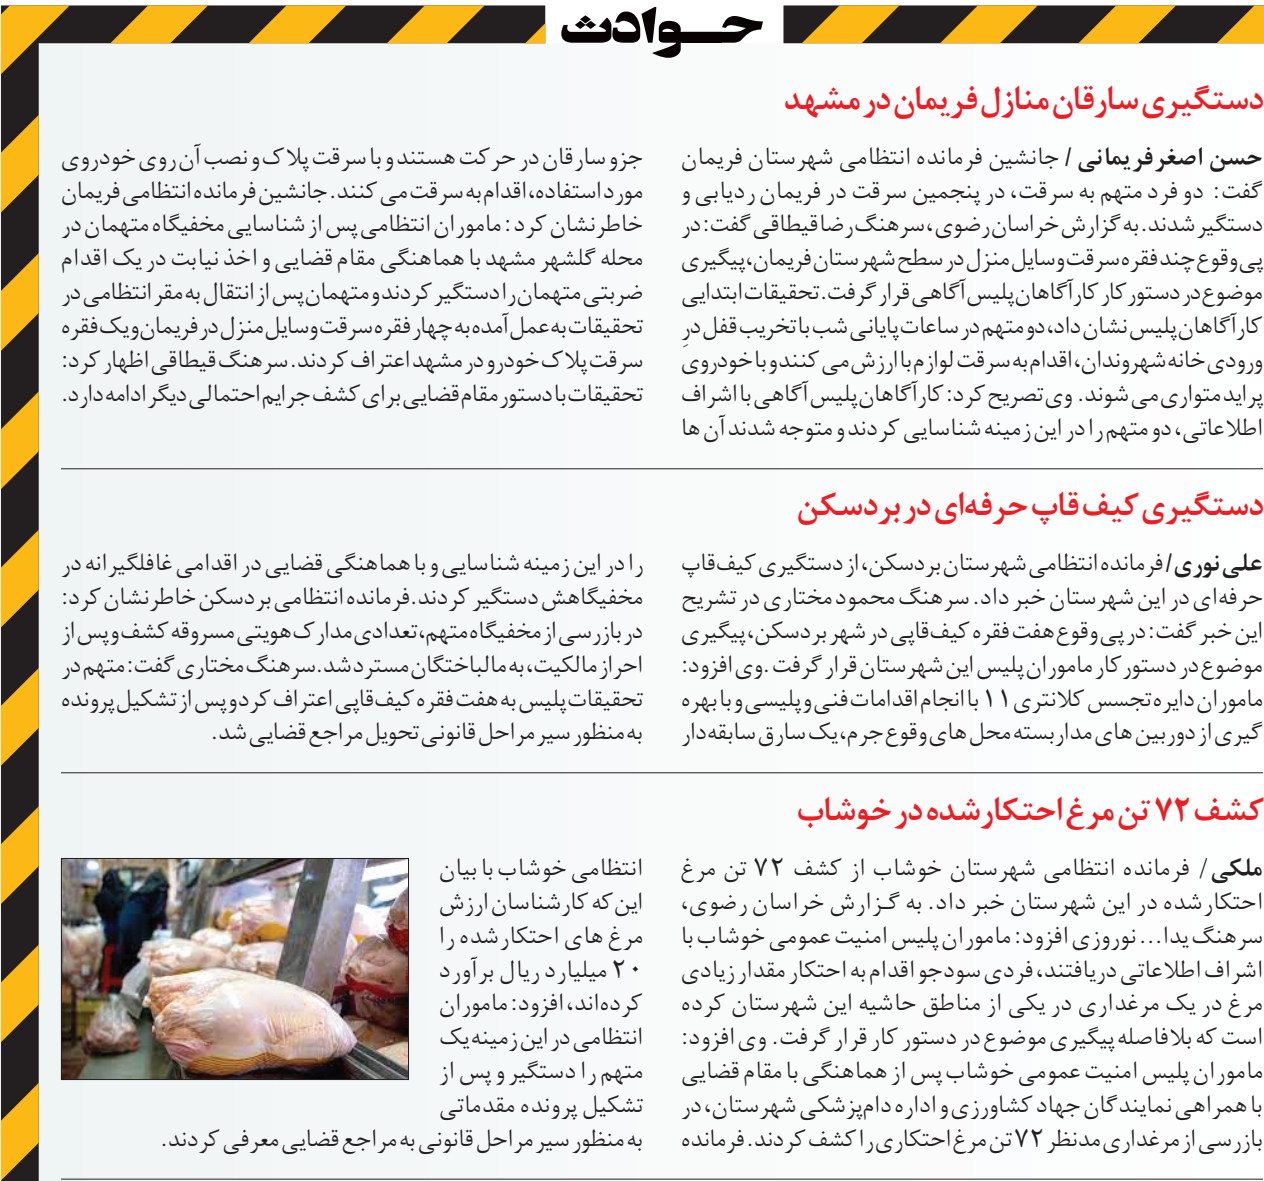 حـوادث
دستگیری سارقان منازل فریمان در مشهد
حسن اصغرفریمانی / جانشین فرمانده انتظامی شهرستان فریمان
گفت: دو فرد متهم به سرقت، در پنجمین سرقت در فریمان ردیابی و
دستگیر شدند. به گزارش خراسان رضوی، سرهنگ رضا قیطاقی گفت: در
پی وقوع چند فقره سرقت وسایل منزل در سطح شهرستان فریمان، پیگیری
موضوع در دستور کار کارآگاهان پلیس آگاهی قرار گرفت. تحقیقات ابتدایی
کارآگاهان پلیس نشان داد، دو متهم در ساعات پایانی شب با تخریب قفل درِ
ورودی خانه شهروندان، اقدام به سرقت لوازم با ارزش می کنند و با خودروی
پراید متواری می شوند. وی تصریح کرد: کارآگاهان پلیس آگاهی با اشراف
اطلاعاتی، دو متهم را در این زمینه شناسایی کردند و متوجه شدند آن ها
جزو سارقان در حرکت هستند و با سرقت پلاک و نصب آن روی خودروی
مورد استفاده، اقدام به سرقت می کنند. جانشین فرمانده انتظامی فریمان
خاطرنشان کرد: ماموران انتظامی پس از شناسایی مخفیگاه متهمان در
محله گلشهر مشهد با هماهنگی مقام قضایی و اخذ نیابت در یک اقدام
ضربتی متهمان را دستگیر کردند و متهمان پس از انتقال به مقر انتظامی در
تحقیقات به عمل آمده به چهار فقره سرقت وسایل منزل در فریمان ویک فقره
سرقت پلاک خودرو در مشهد اعتراف کردند. سرهنگ قیطاقی اظهار کرد:
تحقیقات با دستور مقام قضایی برای کشف جرایم احتمالی دیگر ادامه دارد.
دستگیری کیف قاپ حرفه‌ای در بردسکن
علی نوری/ فرمانده انتظامی شهرستان بردسکن، از دستگیری کیف‌قاپ
حرفه‌ای در این شهرستان خبر داد. سرهنگ محمود مختاری در تشریح
این خبر گفت: در پی وقوع هفت فقره کیف‌قاپی در شهر بردسکن، پیگیری
موضوع در دستور کار ماموران پلیس این شهرستان قرار گرفت .وی افزود:
ماموران دایره تجسس کلانتری ۱۱ با انجام اقدامات فنی و پلیسی و با بهره
گیری از دوربین های مداربسته محل های وقوع جرم، یک سارق سابقه‌دار
را در این زمینه شناسایی و با هماهنگی قضایی در اقدامی غافلگیرانه در
مخفیگاهش دستگیر کردند. فرمانده انتظامی بردسکن خاطرنشان کرد:
در بازرسی از مخفیگاه متهم، تعدادی مدارک هویتی مسروقه کشف و پس از
احراز مالکیت، به مالباختگان مسترد شد. سرهنگ مختاری گفت: متهم در
تحقیقات پلیس به هفت فقره کیف‌قاپی اعتراف کرد و پس از تشکیل پرونده
به منظور سیر مراحل قانونی تحویل مراجع قضایی شد.
کشف ۷۲ تن مرغ احتکار شده در خوشاب
ملکی/ فرمانده انتظامی شهرستان خوشاب از کشف ۷۲ تن مرغ
احتکار شده در این شهرستان خبر داد. به گـزارش خراسان رضوی،
سرهنگ یدا... نوروزی افزود: ماموران پلیس امنیت عمومی خوشاب با
اشراف اطلاعاتی دریافتند، فردی سودجو اقدام به احتکار مقدار زیادی
مرغ در یک مرغداری در یکی از مناطق حاشیه این شهرستان کرده
است که بلافاصله پیگیری موضوع در دستور کار قرار گرفت. وی افزود:
ماموران پلیس امنیت عمومی خوشاب پس از هماهنگی با مقام قضایی
با همراهی نمایندگان جهاد کشاورزی و اداره دامپزشکی شهرستان، در
بازرسی از مرغداری مدنظر ۷۲ تن مرغ احتکاری را کشف کردند. فرمانده
انتظامی خوشاب با بیان
این که کارشناسان ارزش
مرغ های احتکار شده را
۲۰ میلیارد ریال برآورد
کرده‌اند، افزود: ماموران
انتظامی در این زمینه یک
متهم را دستگیر و پس از
تشکیل پرونده مقدماتی
به منظور سیر مراحل قانونی به مراجع قضایی معرفی کردند.